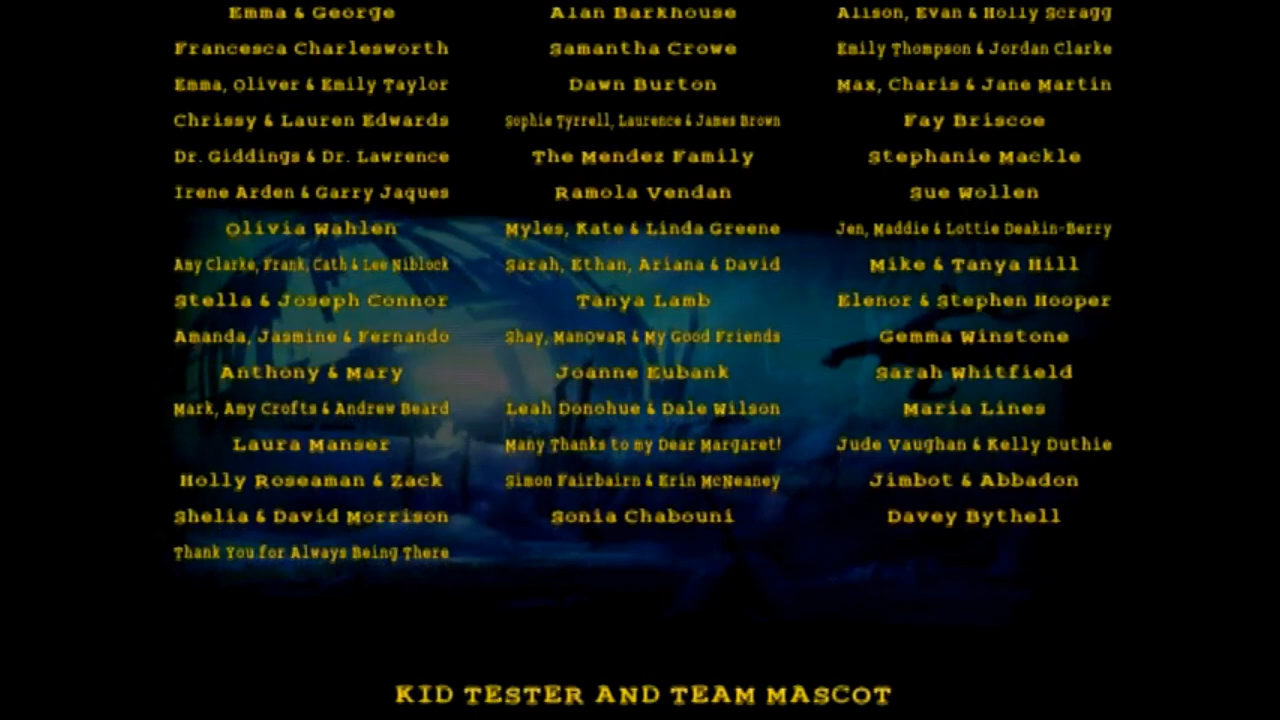 Emma & George
Francesca Charlesworth
Emma, Oliver & Emily Taylor
Chrissy & Lauren Edwards
Dr. Giddings & Dr. Lawrence
Irene Arden & Garry Jaques
Olivia Wahlen
Amy Clarke, Frank, Cath & Lee Niblock
Stella & Joseph Connor
Amanda, Jasmine & Fernando
Anthony & Mary
Mark, Amy Crofts & Andrew Beard
Laura Manser
Holly Roseaman & Zack
Shelia & David Morrison
Thank You for Always Being There
Alan Barkhouse
Samantha Crowe
Dawn Burton
Sophie Tyrrell, Laurence & James Brown
The Mendez Family
Ramola Vendan
Myles, Kate & Linda Greene
Sarah, Ethan, Ariana & David
Tanya Lamb
Shay, ManOwaR & My Good Friends
Joanne Eubank
Leah Donohue & Dale Wilson
Many Thanks to my Dear Margaret!
Simon Fairbairn & Erin McNeaney
Sonia Chabouni
Alison, Evan & Holly Scragg
Emily Thompson & Jordan Clarke
Max, Charis & Jane Martin
Fay Briscoe
Stephanie Mackle
Sue Wollen
Jen, Maddie & Lottie Deakin-Berry
Mike & Tanya Hill
Elenor & Stephen Hooper
Gemma Winstone
Sarah Whitfield
Maria Lines
Jude Vaughan & Kelly Duthie
Jimbot & Abbadon
Davey Bythell
KID TESTER AND TEAM MASCOT